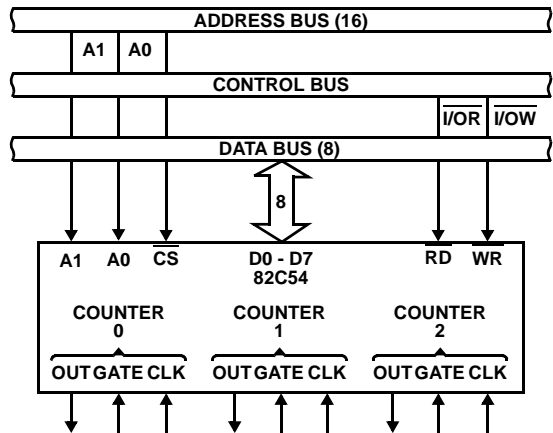 ADDRESS BUS (16)
A1 A0
CONTROL BUS
I/OR I/OW
DATA BUS (8)
8
A1 A0 CS D0 - D7 RD WR
82C54
COUNTER COUNTER COUNTER
0 1 2
OUT GATE CLK OUT GATE CLK OUT GATE CLK